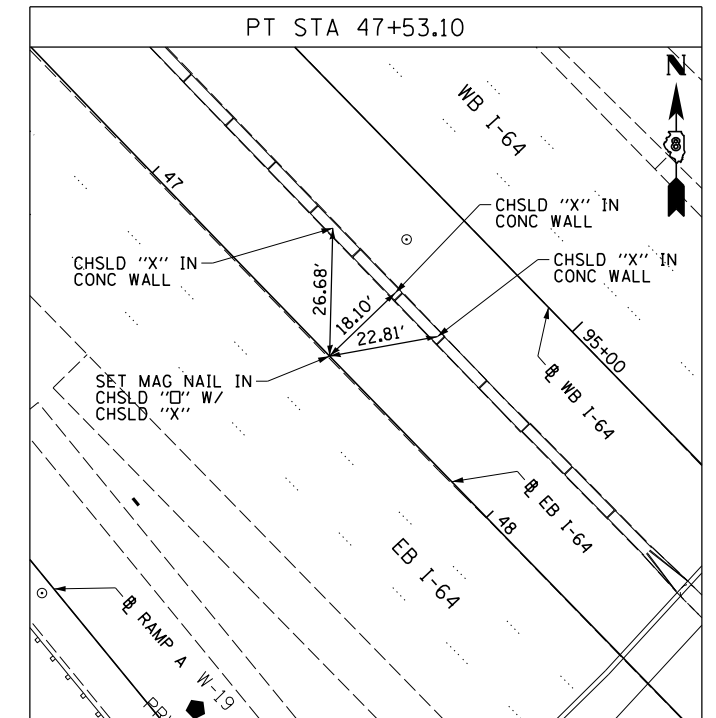 PT STA 47+53.10
N
8
WB I-64
47
CHSLD "X" IN
CONC WALL
CHSLD "X" IN
CONC WALL
CHSLD "X" IN
CONC WALL
26.68'
18.10'
22.81'
95+00
SET MAG NAIL IN
CHSLD "□" W/
CHSLD "X"
℄ WB I-64
℄ EB I-64
48
EB I-64
℄ RAMP A
W-19